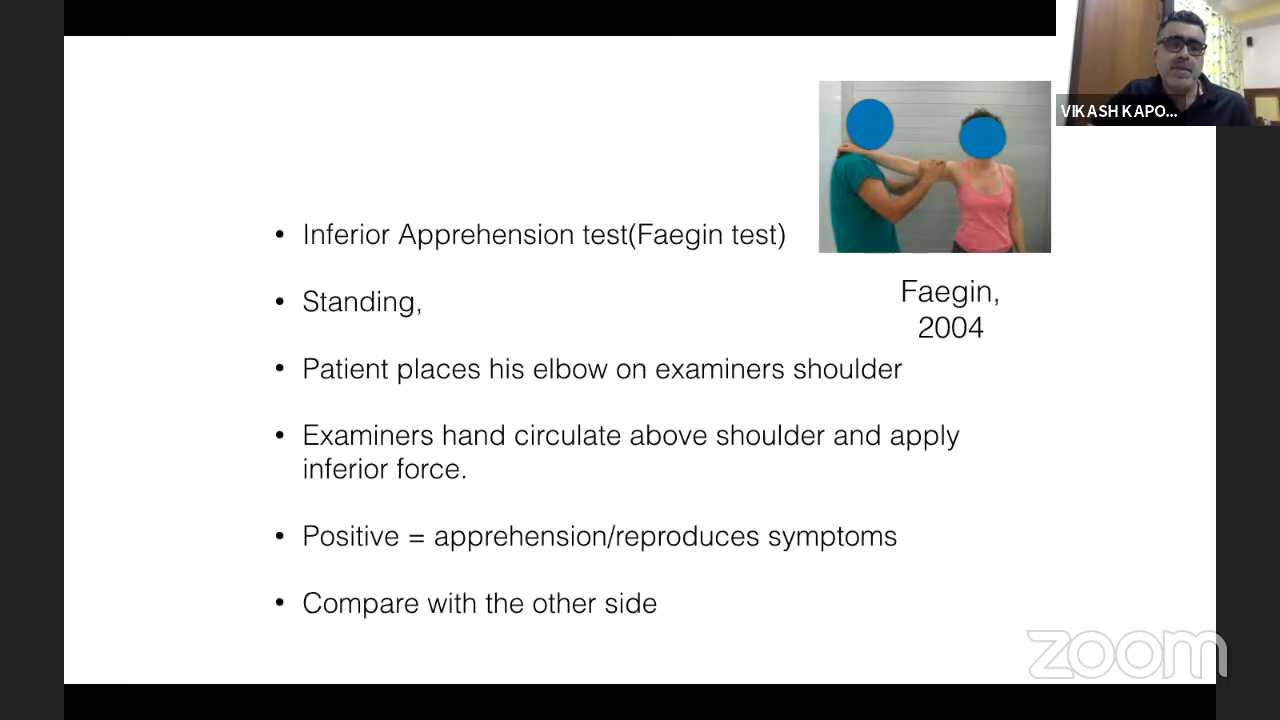 VIKASH KAPO...
• Inferior Apprehension test(Faegin test)
Faegin,
2004
• Standing,
• Patient places his elbow on examiners shoulder
• Examiners hand circulate above shoulder and apply
inferior force.
• Positive = apprehension/reproduces symptoms
• Compare with the other side
zoom